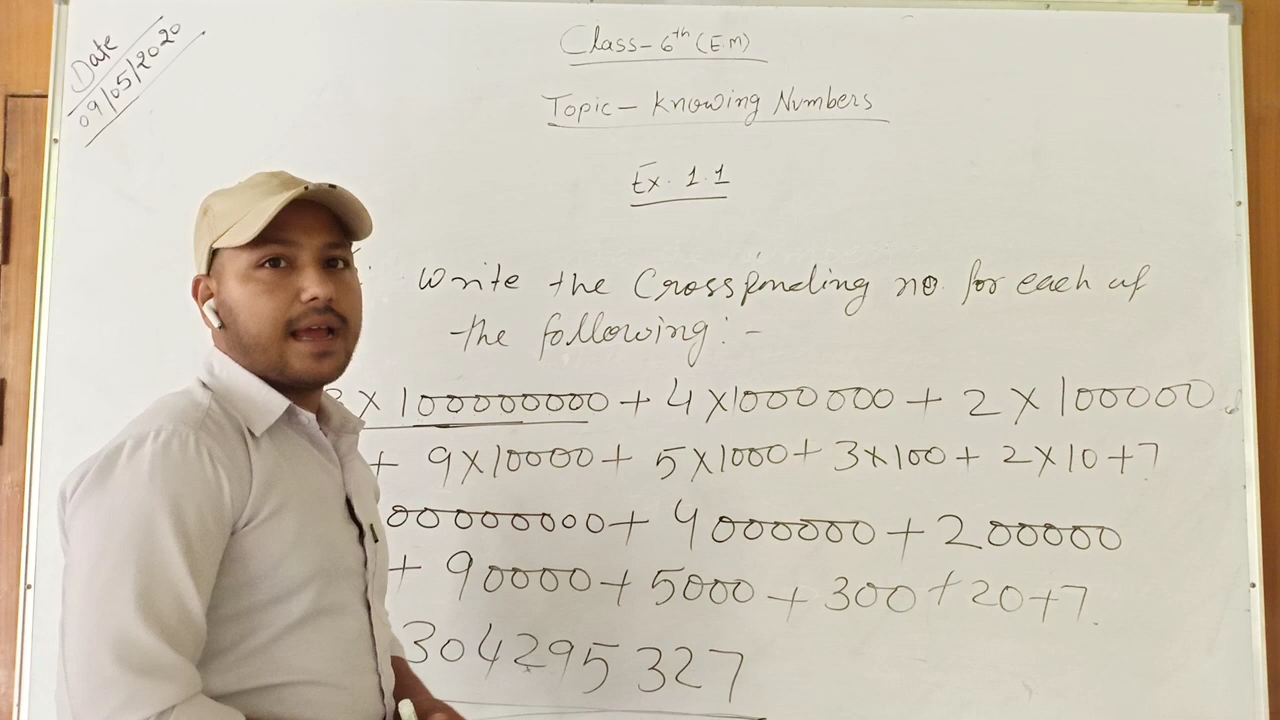 Date
09/05/2020
Class-6th (E.M)
Topic - Knowing Numbers
Ex. 1.1
Write the Crossponding no. for each of
the following:-
3 × 100000000 + 4 × 1000000 + 2 × 100000
+ 9 × 10000 + 5 × 1000 + 3 × 100 + 2 × 10 + 7
00000000 + 4000000 + 200000
+ 90000 + 5000 + 300 + 20 + 7.
304295327